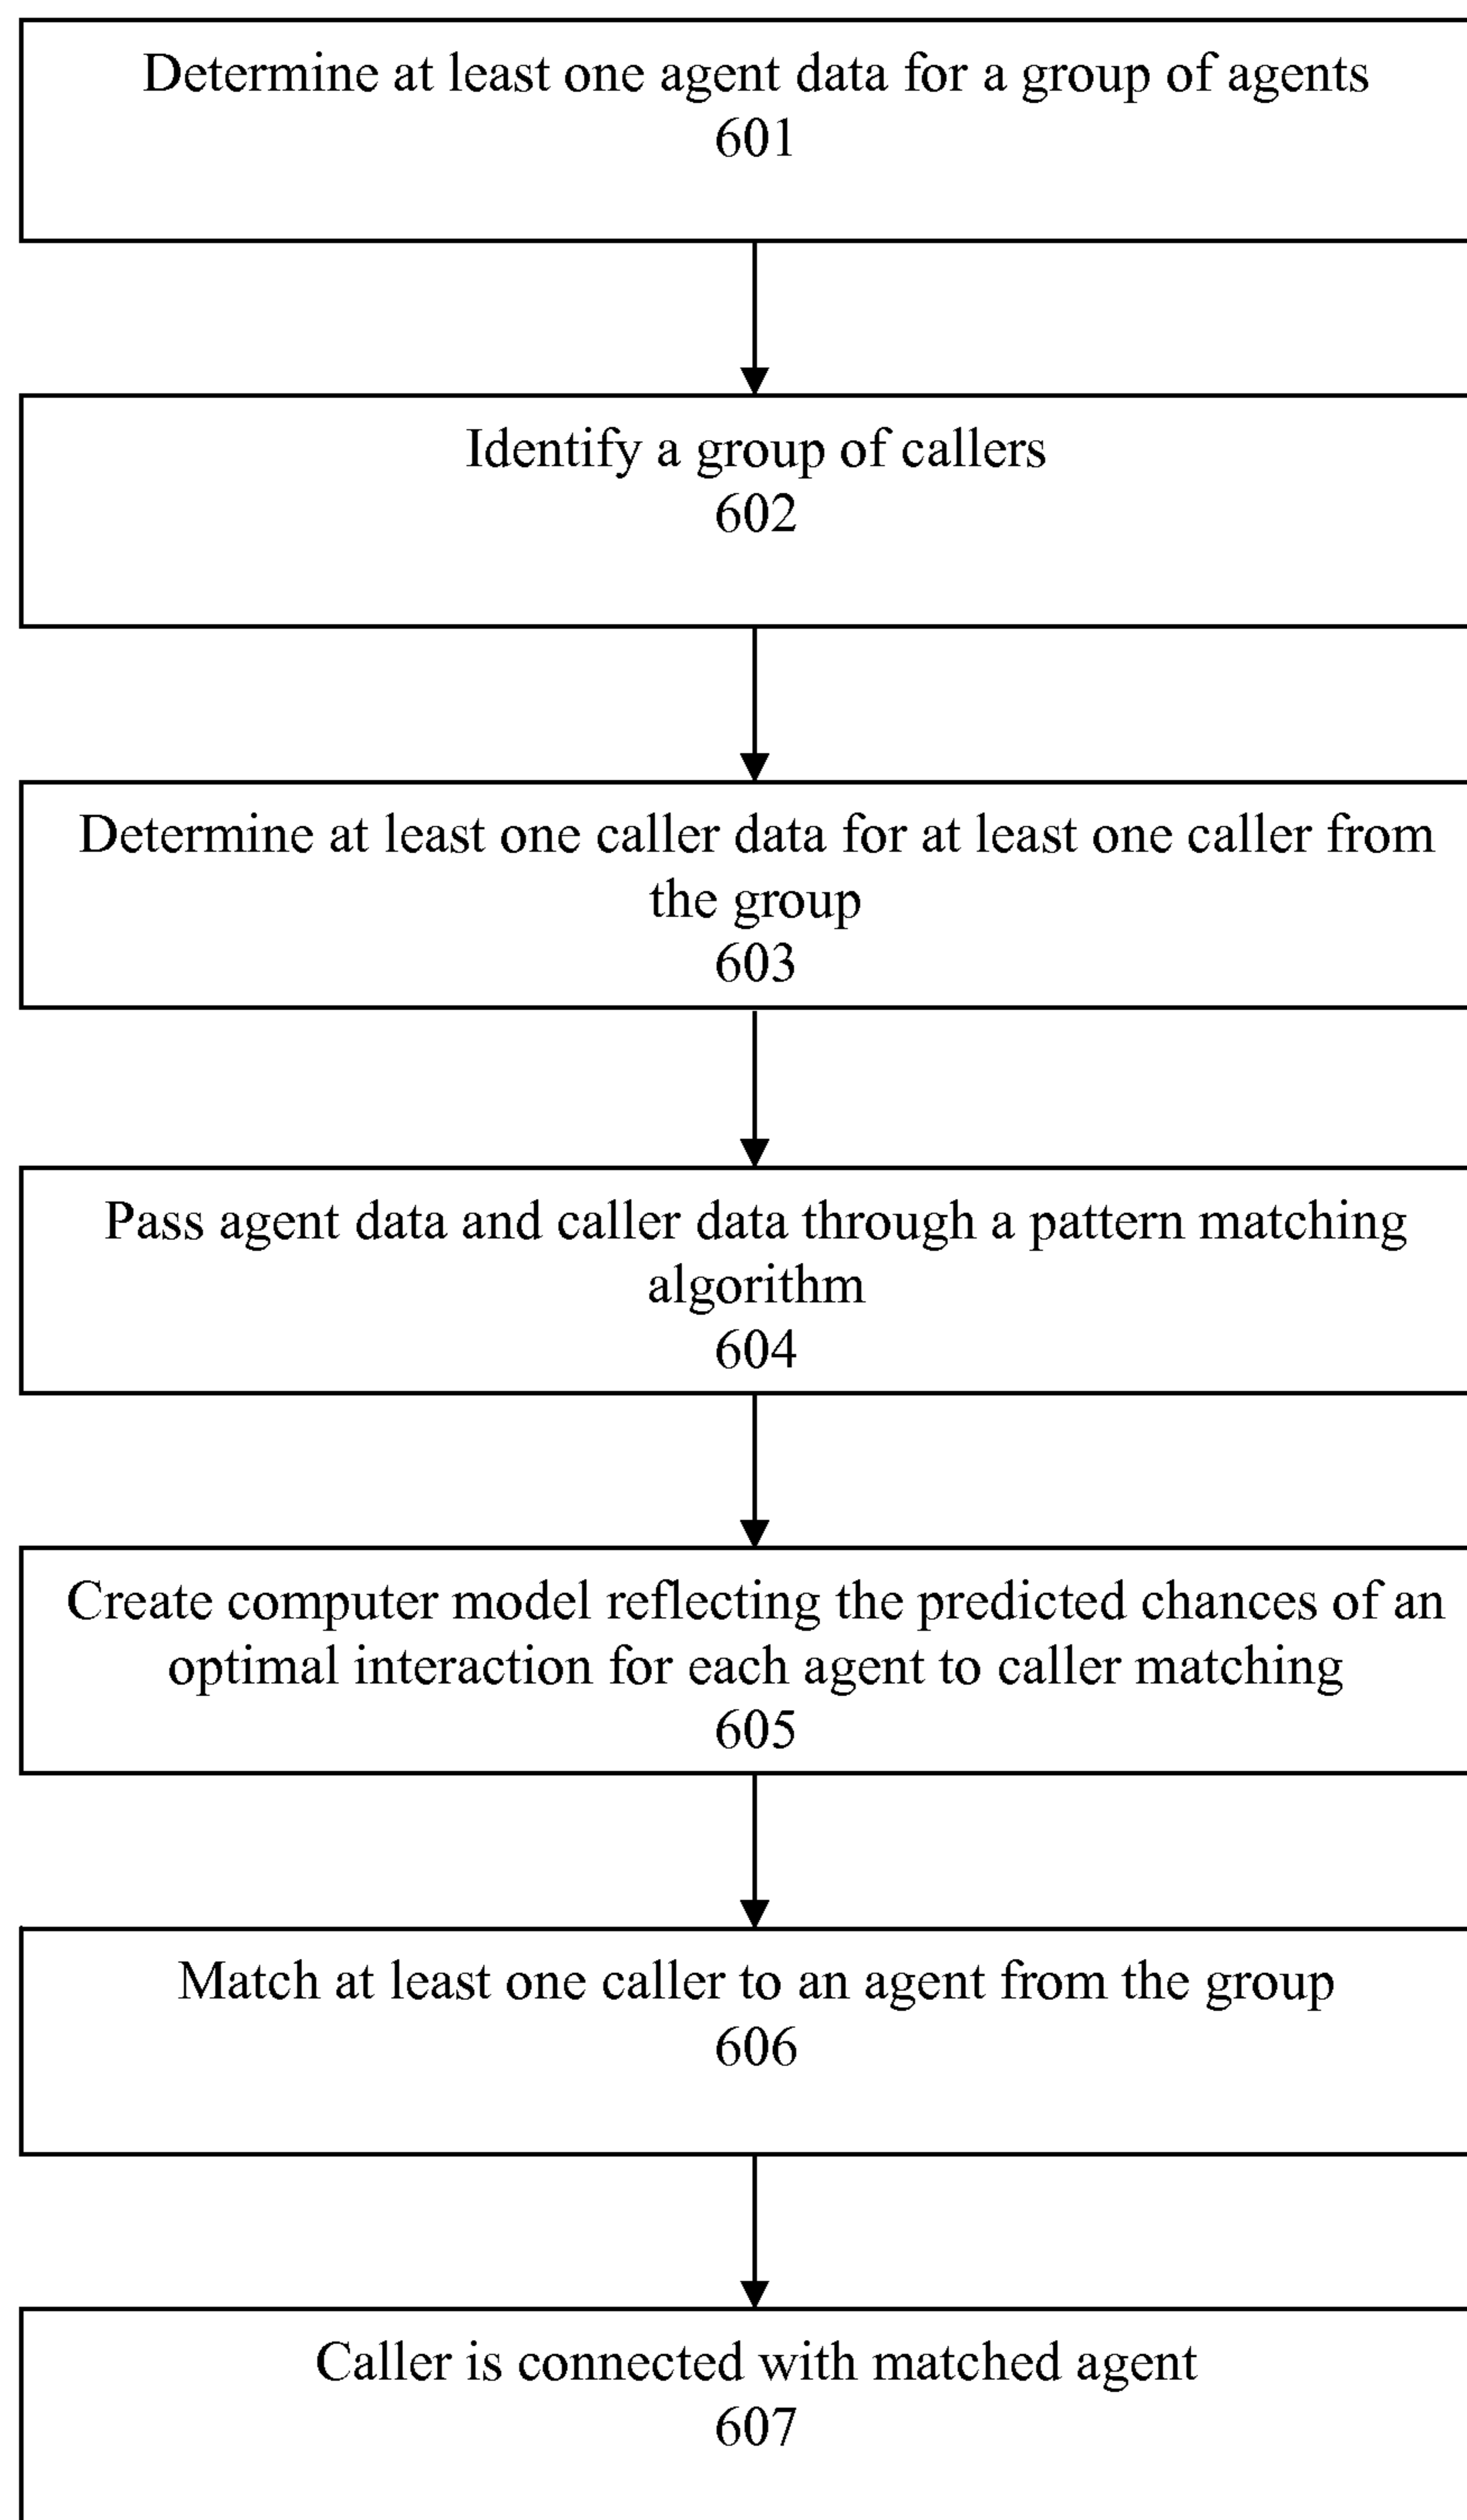 Determine at least one agent data for a group of agents
601
Identify a group of callers
602
Determine at least one caller data for at least one caller from
the group
603
Pass agent data and caller data through a pattern matching
algorithm
604
Create computer model reflecting the predicted chances of an
optimal interaction for each agent to caller matching
605
Match at least one caller to an agent from the group
606
Caller is connected with matched agent
607